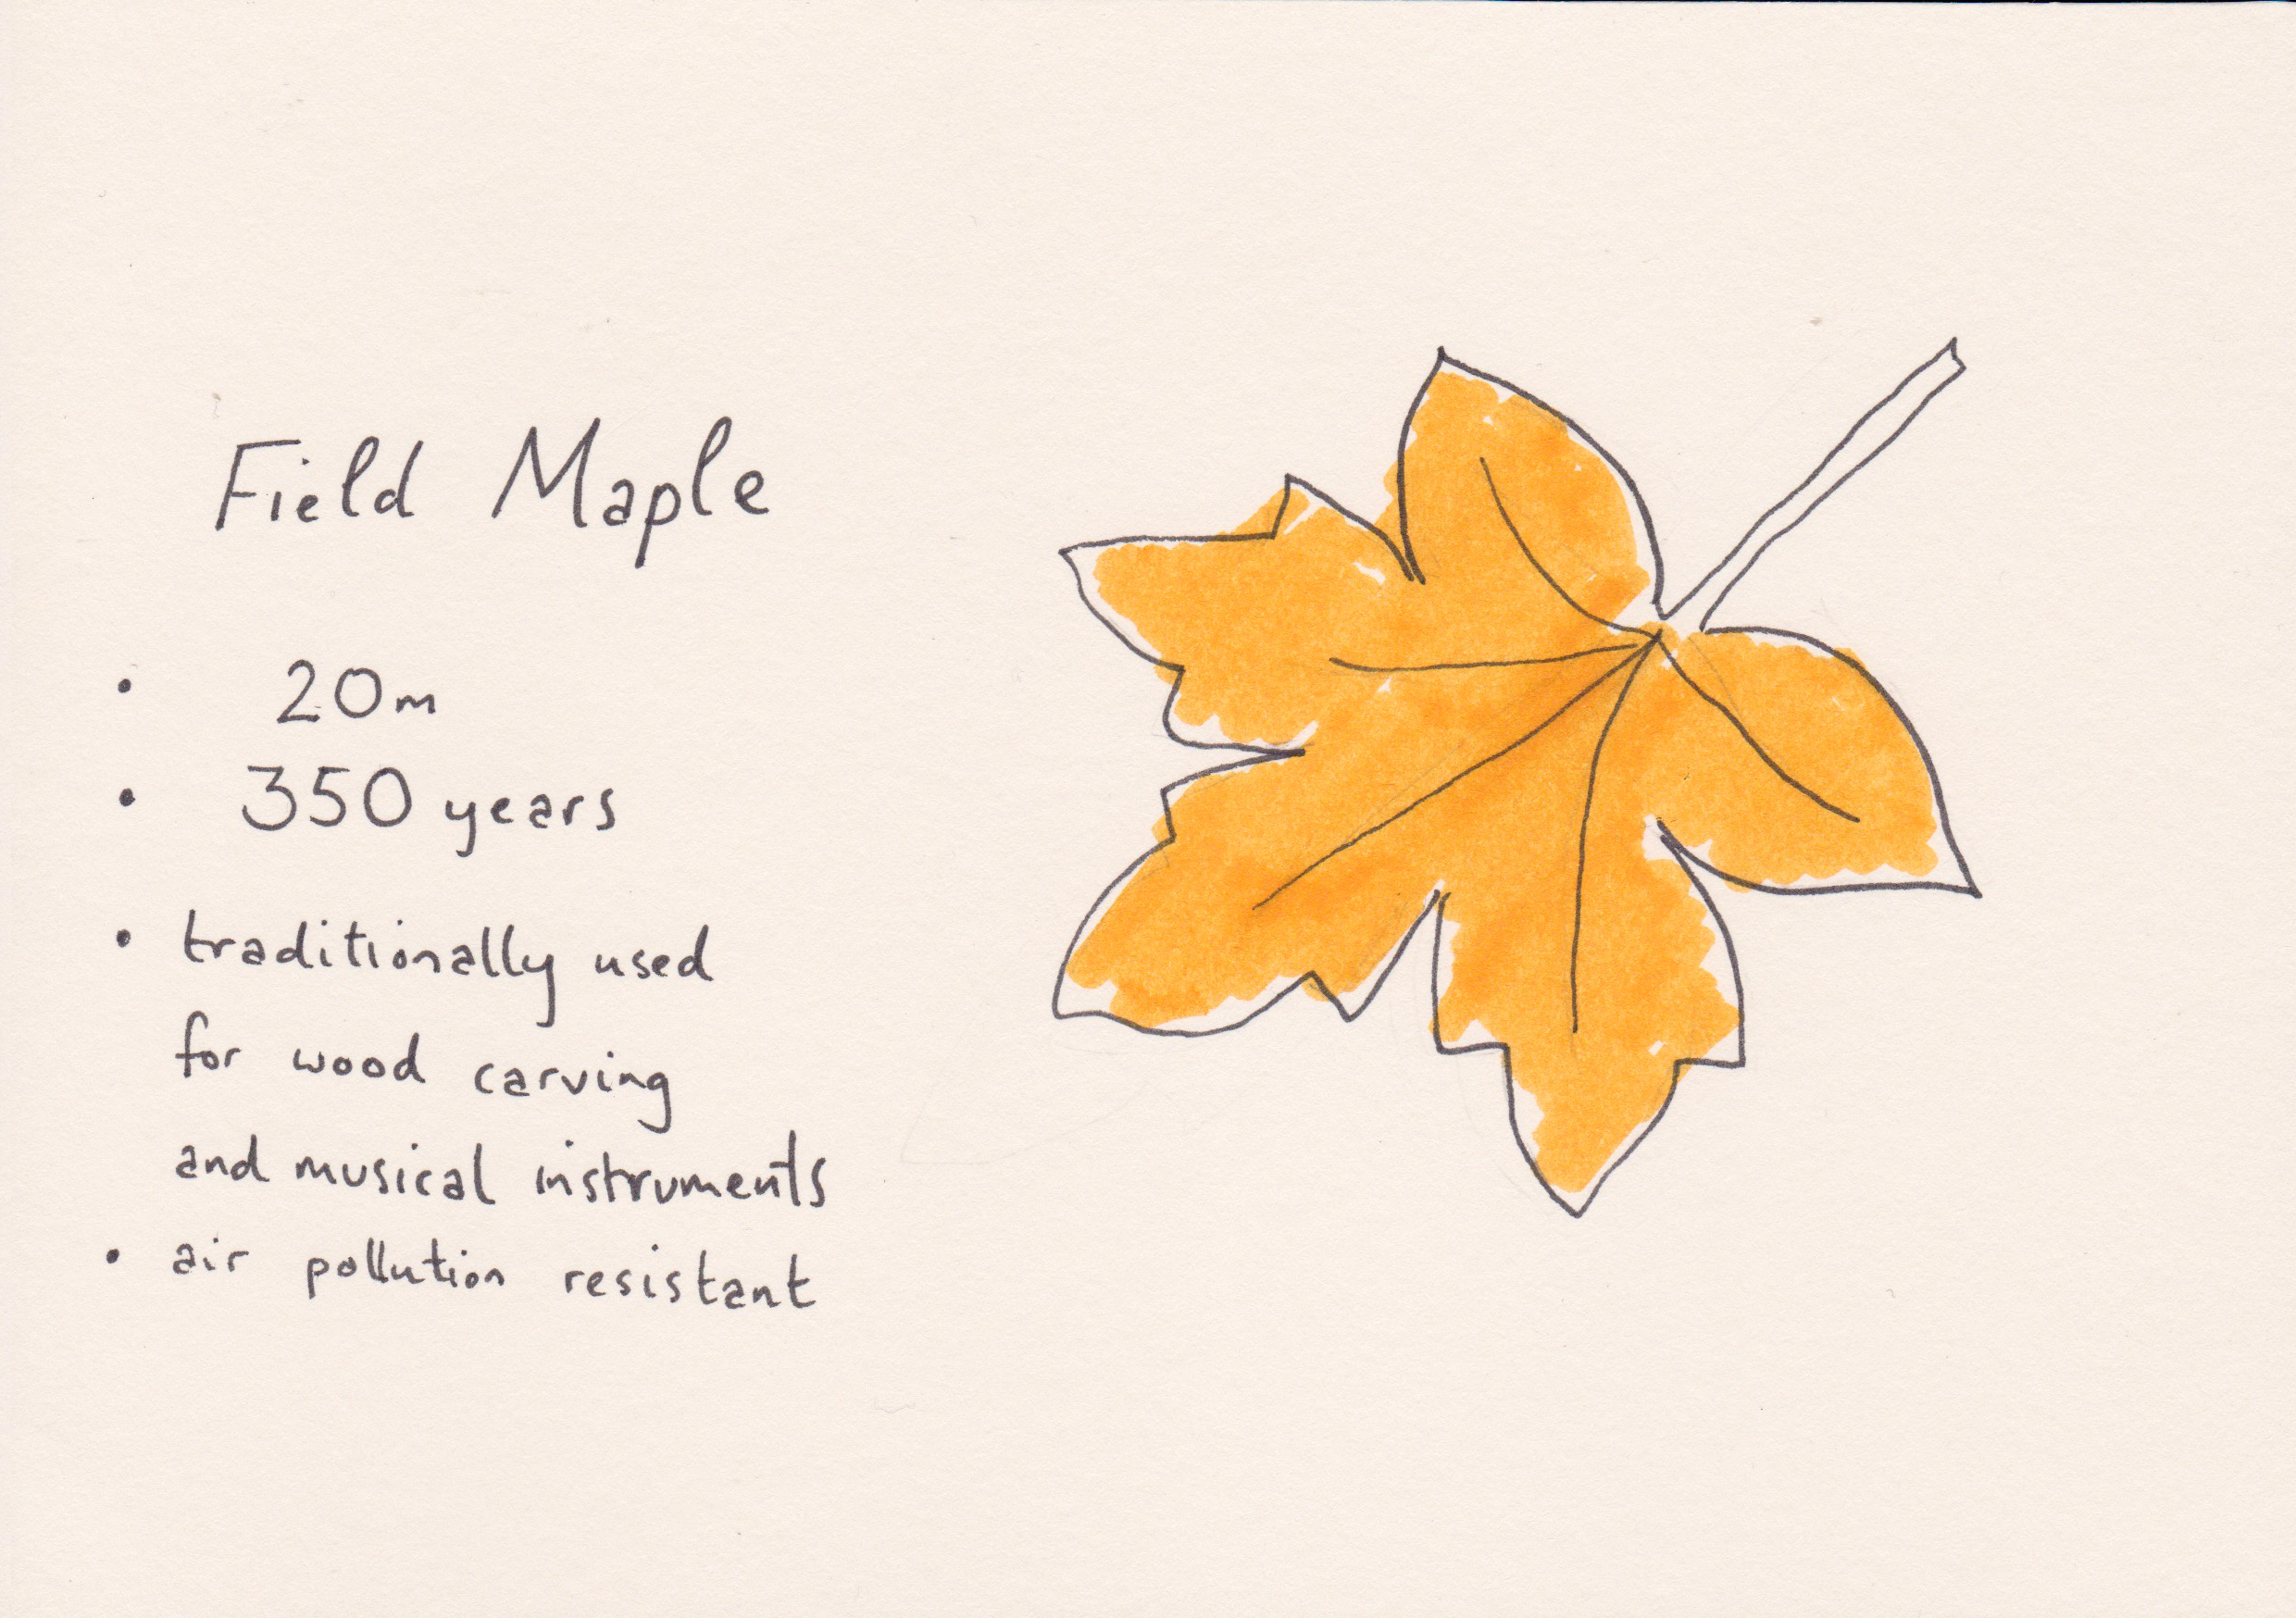 Field Maple
• 20m
• 350 years
• traditionally used
for wood carving
and musical instruments
• air pollution resistant